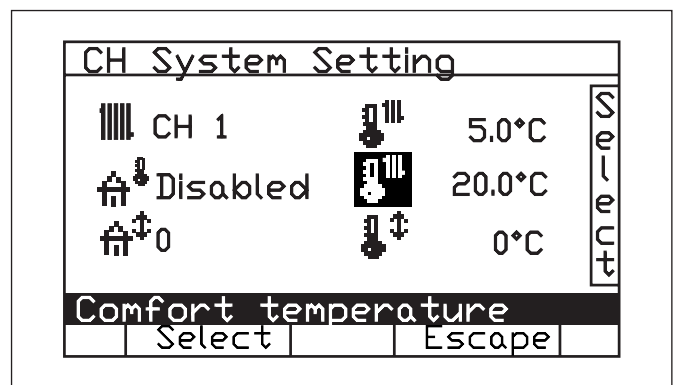 CH System Setting
CH 1 5.0°C
Disabled 20.0°C
0 0°C
Select
Comfort temperature
Select Escape